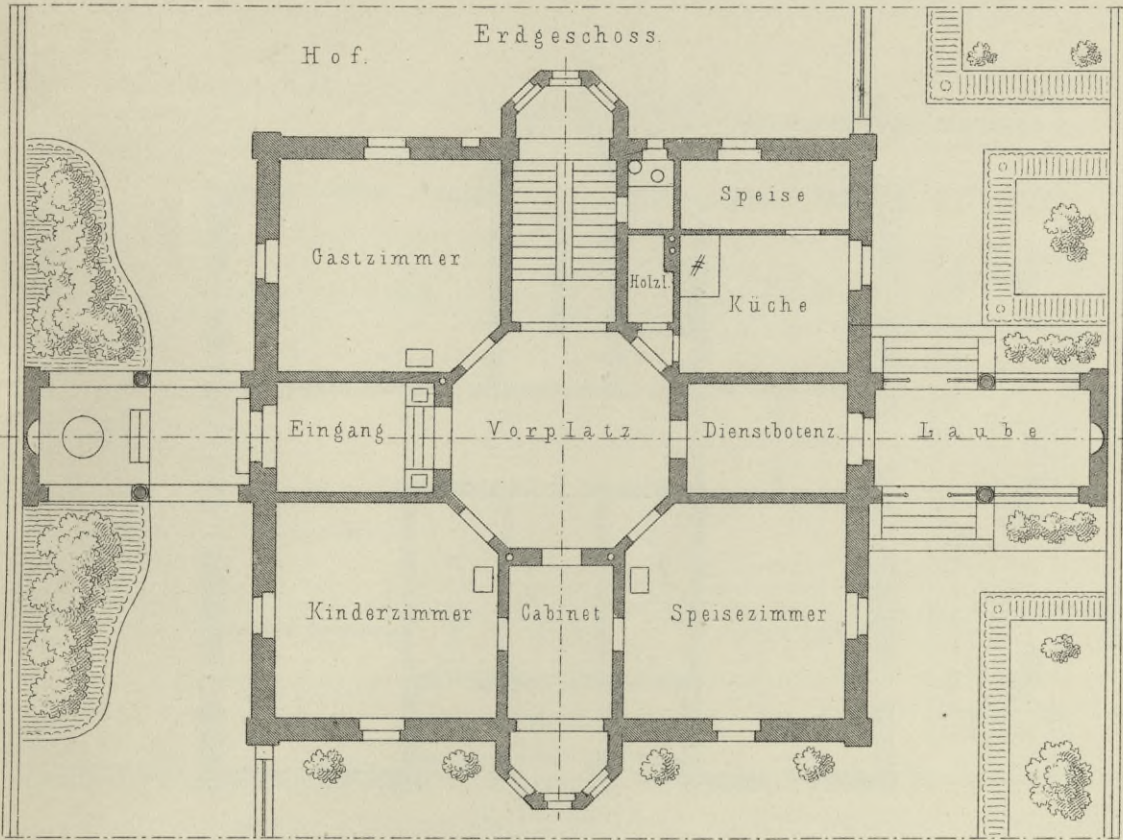 Erdgeschoss.
Hof.
Speise
Gastzimmer
Holzl.
Küche
Eingang
Vorplatz
Dienstbotenz.
Laube
Kinderzimmer
Cabinet
Speisezimmer